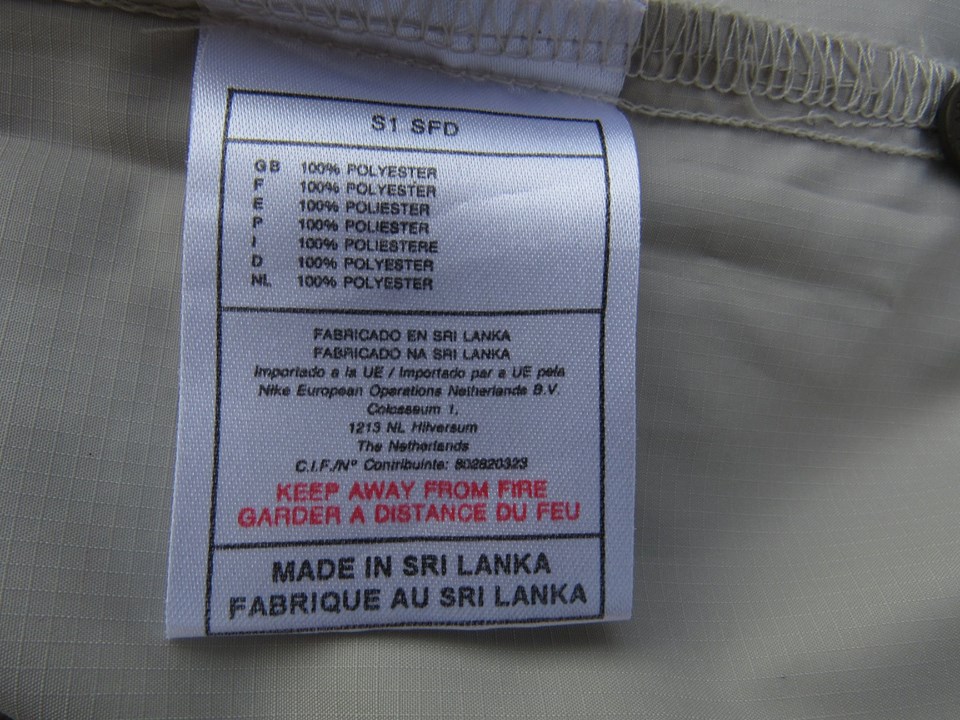 S1 SFD
GB 100% POLYESTER
F 100% POLYESTER
E 100% POLIESTER
P 100% POLIESTER
I 100% POLIESTERE
D 100% POLYESTER
NL 100% POLYESTER
FABRICADO EN SRI LANKA
FABRICADO NA SRI LANKA
Importado a la UE / Importado par a UE pela
Nike European Operations Netherlands B.V.
Colosseum 1,
1213 NL Hilversum
The Netherlands
C.I.F./Nº Contribuinte: 802820323
KEEP AWAY FROM FIRE
GARDER A DISTANCE DU FEU
MADE IN SRI LANKA
FABRIQUE AU SRI LANKA